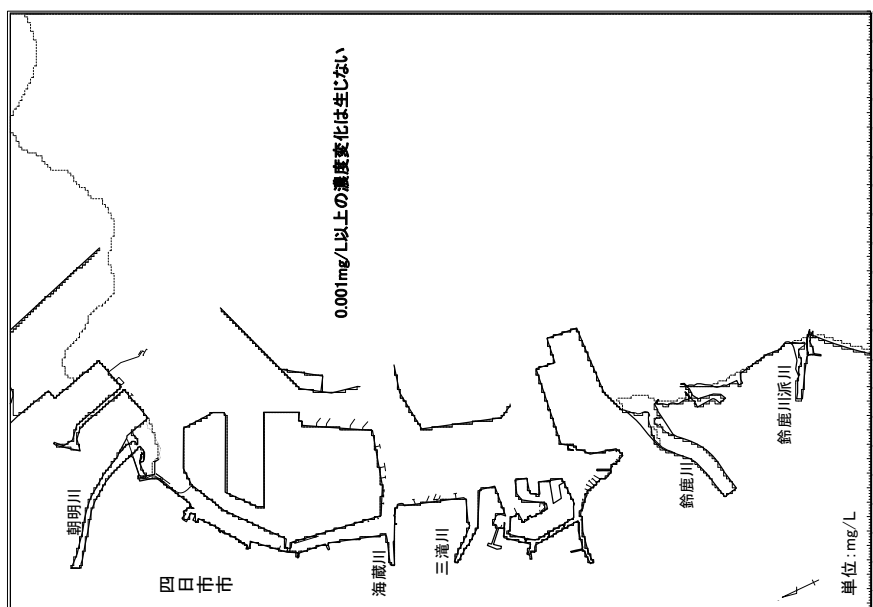 0.001mg/L以上の濃度変化は生じない
朝明川
四日市市
海蔵川
三滝川
鈴鹿川
鈴鹿川派川
単位:mg/L